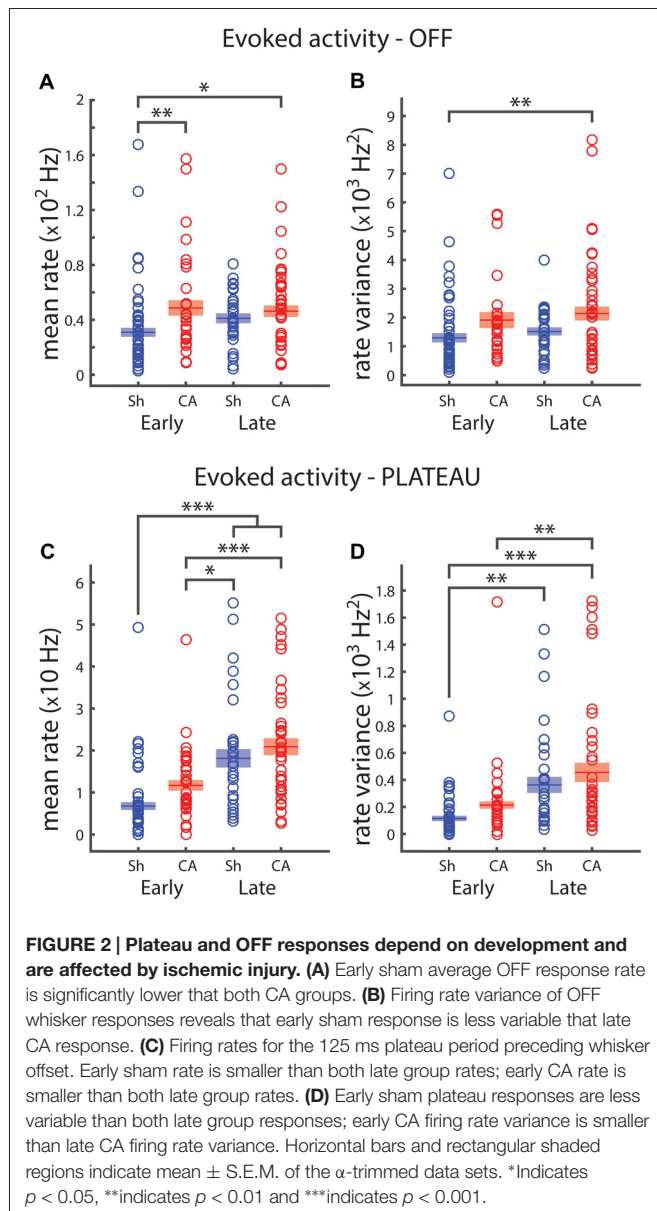 Evoked activity - OFF
A
B
*
**
**
mean rate (x10² Hz)
2
1.6
1.2
0.8
0.4
0
Sh CA Sh CA
Early Late
rate variance (x10³ Hz²)
9
8
7
6
5
4
3
2
1
0
Sh CA Sh CA
Early Late
Evoked activity - PLATEAU
C
D
***
***
*
**
***
**
mean rate (x10 Hz)
6
5
4
3
2
1
0
Sh CA Sh CA
Early Late
rate variance (x10³ Hz²)
1.8
1.6
1.4
1.2
1
0.8
0.6
0.4
0.2
0
Sh CA Sh CA
Early Late
FIGURE 2 | Plateau and OFF responses depend on development and
are affected by ischemic injury. (A) Early sham average OFF response rate
is significantly lower that both CA groups. (B) Firing rate variance of OFF
whisker responses reveals that early sham response is less variable that late
CA response. (C) Firing rates for the 125 ms plateau period preceding whisker
offset. Early sham rate is smaller than both late group rates; early CA rate is
smaller than both late group rates. (D) Early sham plateau responses are less
variable than both late group responses; early CA firing rate variance is smaller
than late CA firing rate variance. Horizontal bars and rectangular shaded
regions indicate mean ± S.E.M. of the α-trimmed data sets. *Indicates
p < 0.05, **indicates p < 0.01 and ***indicates p < 0.001.